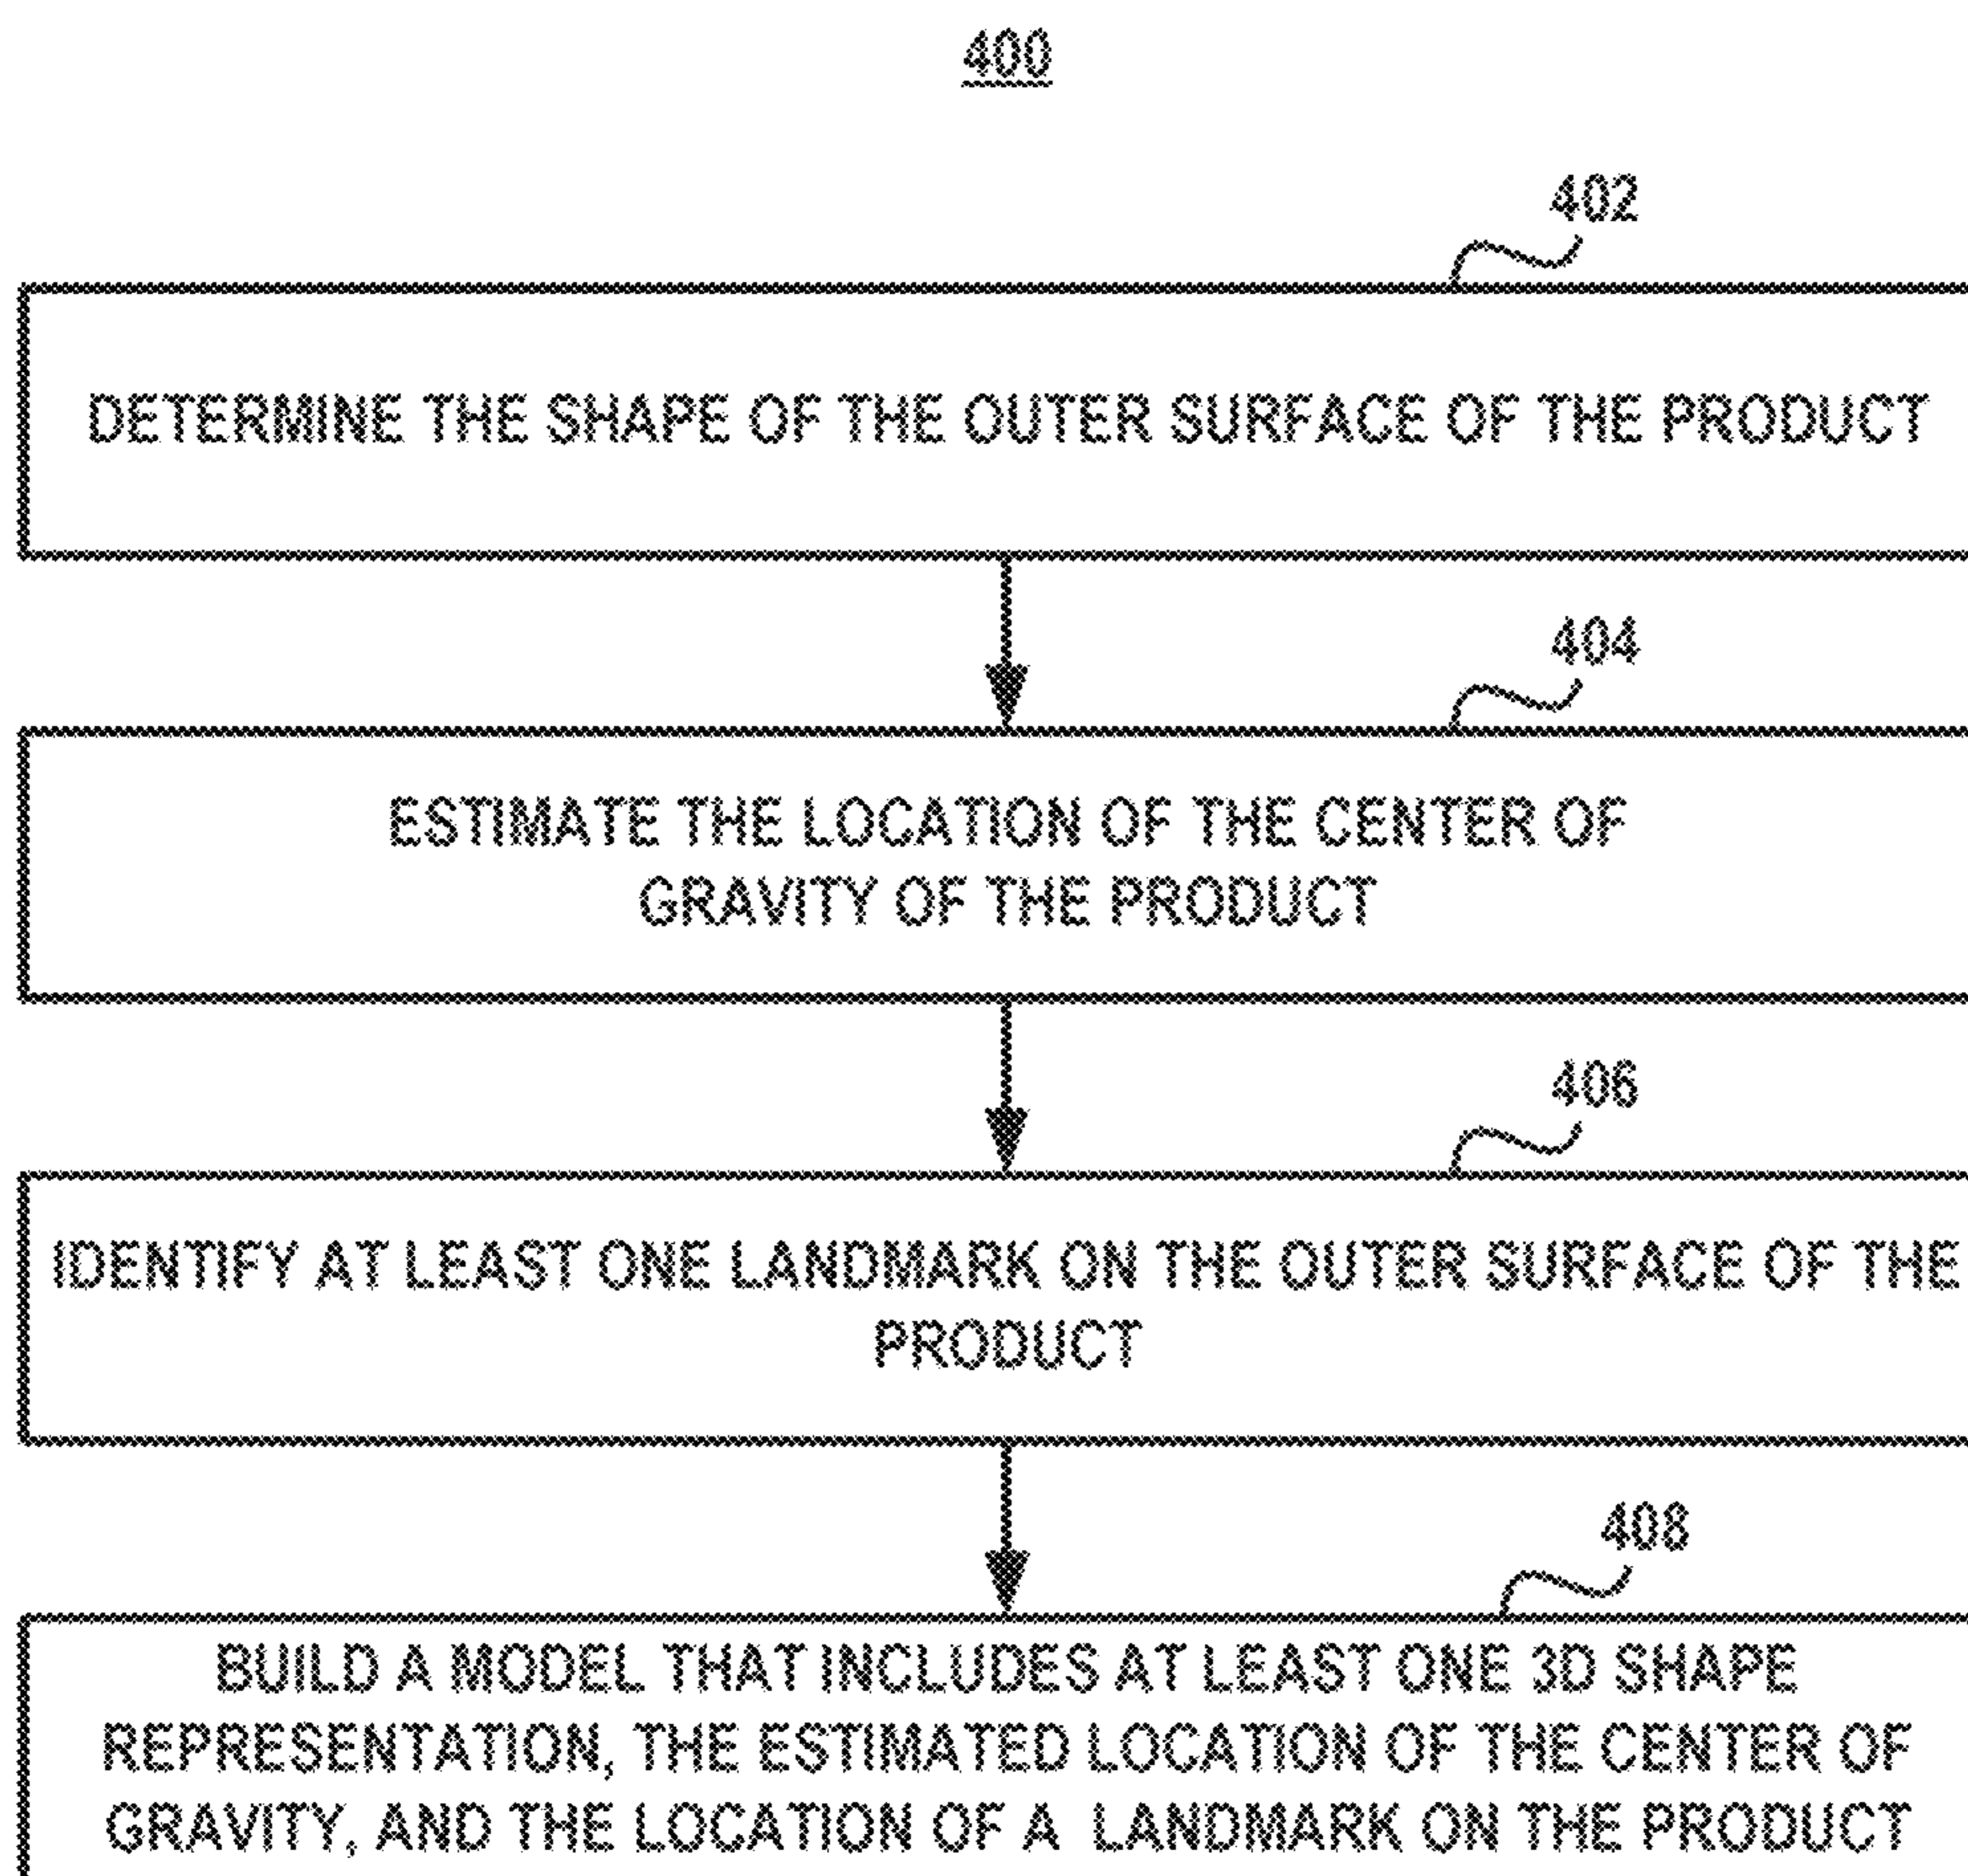 400
402
DETERMINE THE SHAPE OF THE OUTER SURFACE OF THE PRODUCT
404
ESTIMATE THE LOCATION OF THE CENTER OF
GRAVITY OF THE PRODUCT
406
IDENTIFY AT LEAST ONE LANDMARK ON THE OUTER SURFACE OF THE
PRODUCT
408
BUILD A MODEL THAT INCLUDES AT LEAST ONE 3D SHAPE
REPRESENTATION, THE ESTIMATED LOCATION OF THE CENTER OF
GRAVITY, AND THE LOCATION OF A LANDMARK ON THE PRODUCT